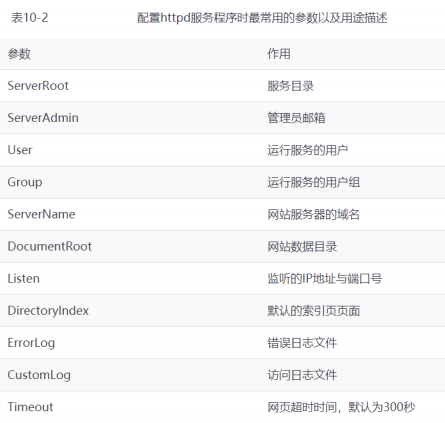 表10-2 配置httpd服务程序时最常用的参数以及用途描述
参数 作用
ServerRoot 服务目录
ServerAdmin 管理员邮箱
User 运行服务的用户
Group 运行服务的用户组
ServerName 网站服务器的域名
DocumentRoot 网站数据目录
Listen 监听的IP地址与端口号
DirectoryIndex 默认的索引页页面
ErrorLog 错误日志文件
CustomLog 访问日志文件
Timeout 网页超时时间，默认为300秒